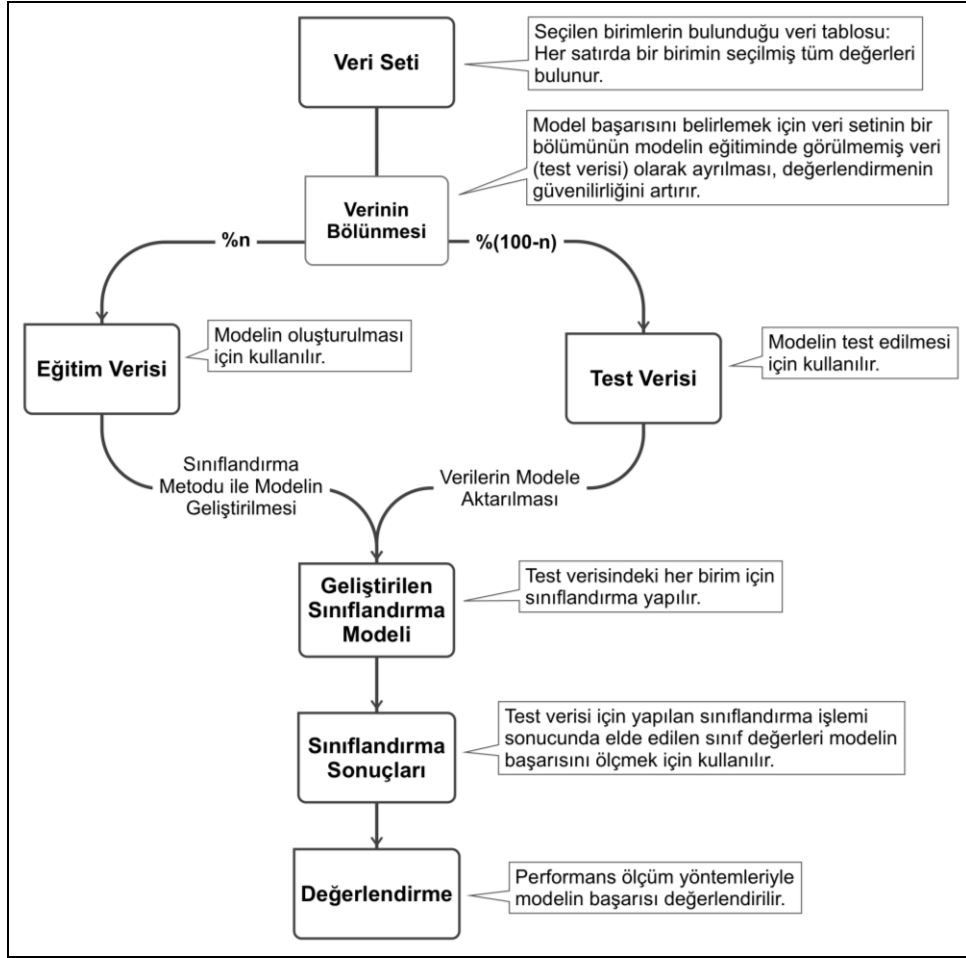 Veri Seti
Seçilen birimlerin bulunduğu veri tablosu:
Her satırda bir birimin seçilmiş tüm değerleri
bulunur.
Model başarısını belirlemek için veri setinin bir
bölümünün modelin eğitiminde görülmemiş veri
(test verisi) olarak ayrılması, değerlendirmenin
güvenilirliğini artırır.
Verinin
Bölünmesi
%n
%(100-n)
Eğitim Verisi
Modelin oluşturulması
için kullanılır.
Test Verisi
Modelin test edilmesi
için kullanılır.
Sınıflandırma
Metodu ile Modelin
Geliştirilmesi
Verilerin Modele
Aktarılması
Geliştirilen
Sınıflandırma
Modeli
Test verisindeki her birim için
sınıflandırma yapılır.
Sınıflandırma
Sonuçları
Test verisi için yapılan sınıflandırma işlemi
sonucunda elde edilen sınıf değerleri modelin
başarısını ölçmek için kullanılır.
Değerlendirme
Performans ölçüm yöntemleriyle
modelin başarısı değerlendirilir.